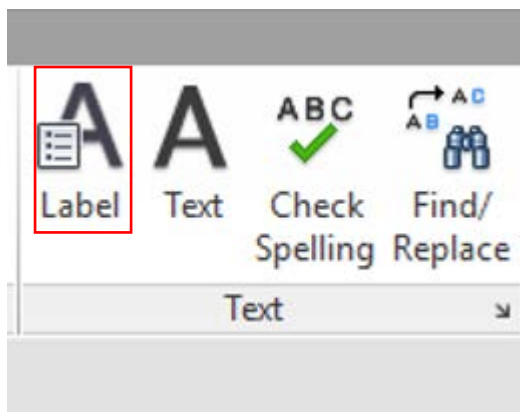 A A ABC AC
AB
Label Text Check Find/
Spelling Replace
Text